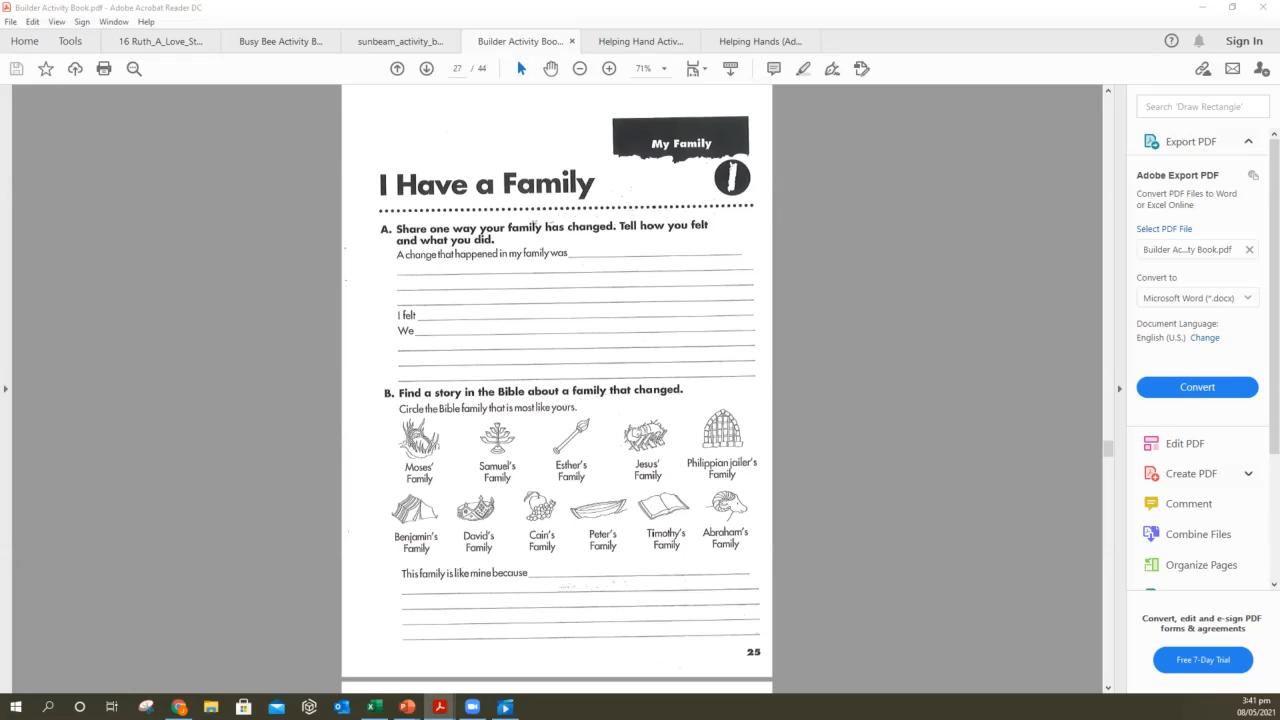 Builder Activity Book.pdf - Adobe Acrobat Reader DC
File Edit View Sign Window Help
Home Tools 16 Ruth_A_Love_St... Busy Bee Activity B... sunbeam_activity_b... Builder Activity Boo... × Helping Hand Activ... Helping Hands (Ad... Sign In
27 / 44 71%
My Family
1
I Have a Family
A. Share one way your family has changed. Tell how you felt
and what you did.
A change that happened in my family was
I felt
We
B. Find a story in the Bible about a family that changed.
Circle the Bible family that is most like yours.
Moses' Family
Samuel's Family
Esther's Family
Jesus' Family
Philippian jailer's Family
Benjamin's Family
David's Family
Cain's Family
Peter's Family
Timothy's Family
Abraham's Family
This family is like mine because
25
Search 'Draw Rectangle'
Export PDF
Adobe Export PDF
Convert PDF Files to Word
or Excel Online
Select PDF File
Builder Ac...ty Book.pdf
Convert to
Microsoft Word (*.docx)
Document Language:
English (U.S.) Change
Convert
Edit PDF
Create PDF
Comment
Combine Files
Organize Pages
Convert, edit and e-sign PDF
forms & agreements
Free 7-Day Trial
3:41 pm
08/05/2021